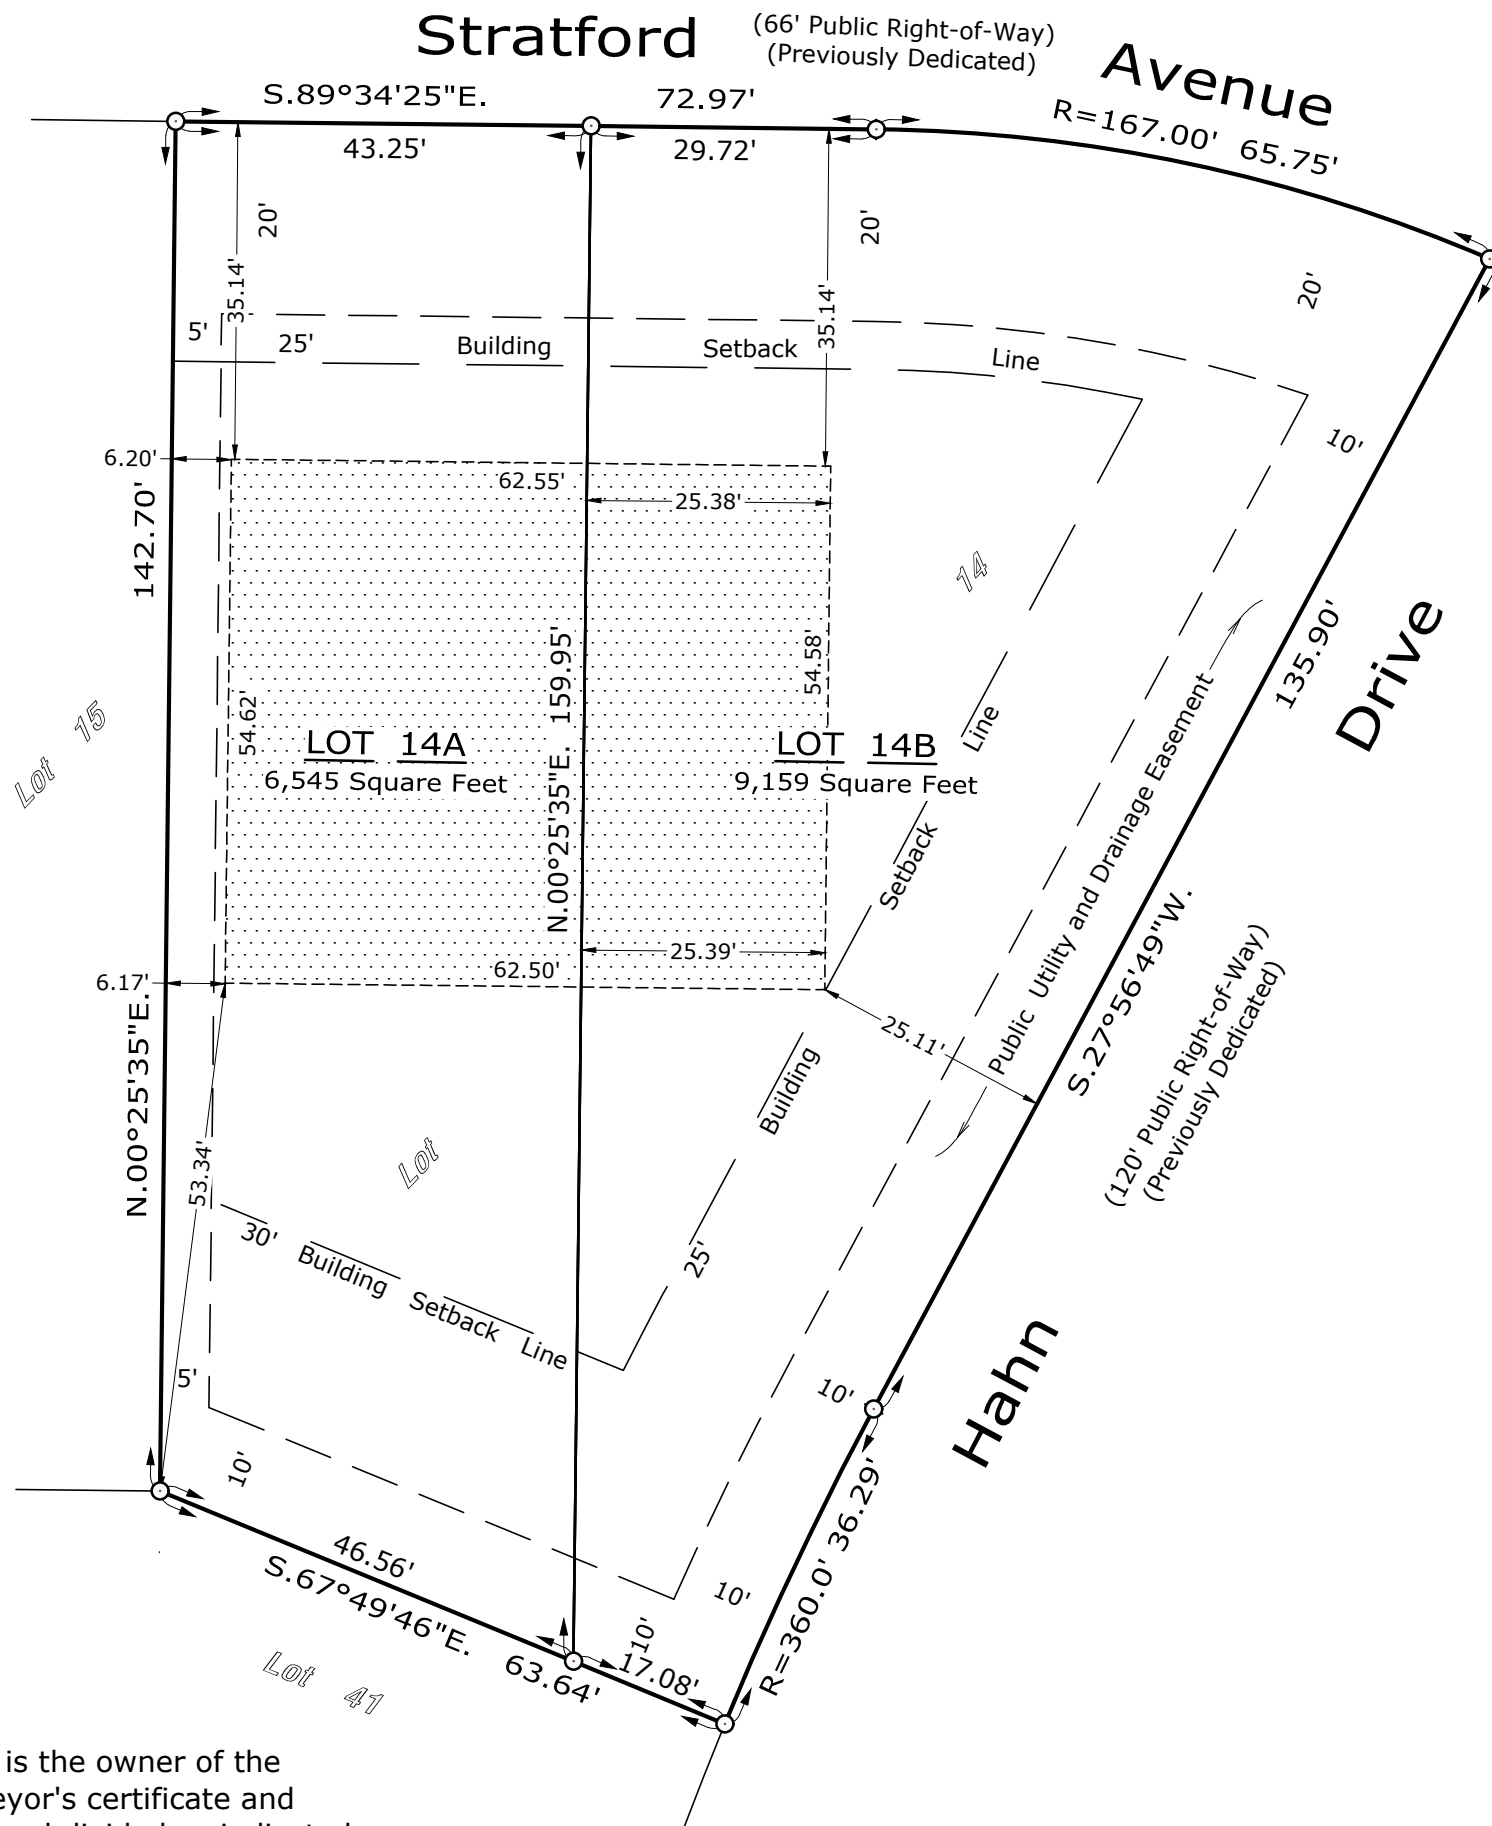 Stratford
(66' Public Right-of-Way)
(Previously Dedicated)
Avenue
S.89°34'25"E.
72.97'
R=167.00' 65.75'
43.25'
29.72'
20'
20'
20'
35.14'
35.14'
5'
25'
Building
Setback
Line
10'
6.20'
142.70'
62.55'
25.38'
14
159.95'
54.58'
54.62'
135.90'
Drive
Lot 15
LOT 14A
6,545 Square Feet
LOT 14B
9,159 Square Feet
Line
Setback
N.00°25'35"E.
Public Utility and Drainage Easement
S.27°56'49"W.
(120' Public Right-of-Way)
(Previously Dedicated)
25.39'
62.50'
6.17'
N.00°25'35"E.
25.11'
Building
Lot
53.34'
30' Building Setback Line
25'
5'
10'
10'
Hahn
46.56'
S.67°49'46"E.
63.64'
10'
10'
17.08'
R=360.0' 36.29'
Lot 41
is the owner of the
eyor's certificate and